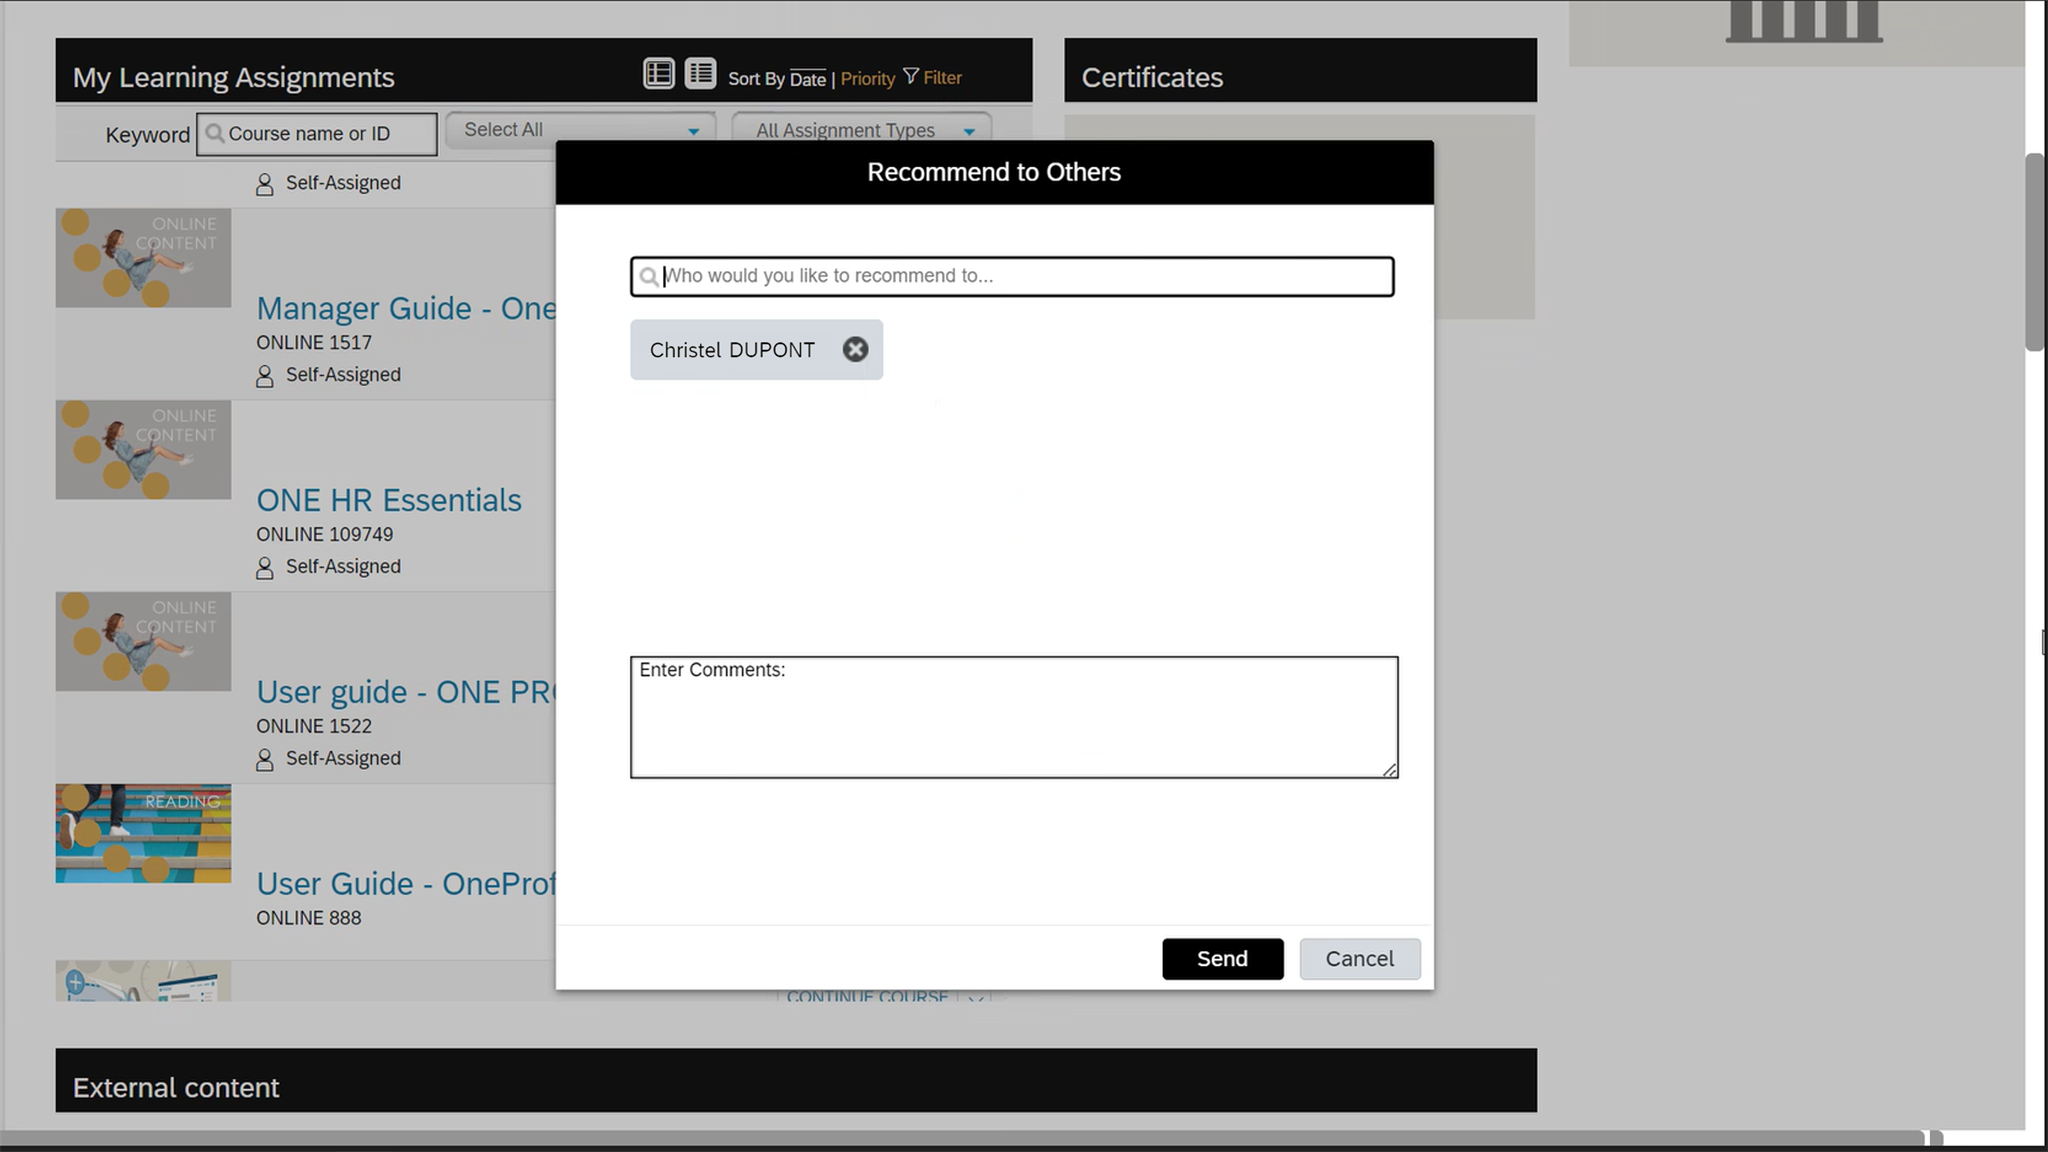 My Learning Assignments
Sort By Date | Priority Filter
Certificates
Keyword Course name or ID
Select All
All Assignment Types
Self-Assigned
ONLINE
CONTENT
Manager Guide - One
ONLINE 1517
Self-Assigned
ONLINE
CONTENT
ONE HR Essentials
ONLINE 109749
Self-Assigned
ONLINE
CONTENT
User guide - ONE PR
ONLINE 1522
Self-Assigned
READING
User Guide - OneProf
ONLINE 888
CONTINUE COURSE
External content
Recommend to Others
Who would you like to recommend to...
Christel DUPONT
Enter Comments:
Send
Cancel